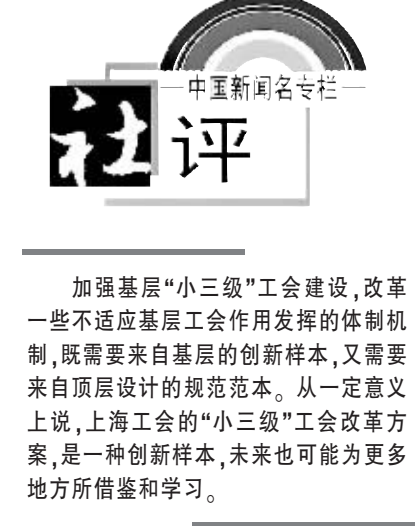 中国新闻名专栏
社评
加强基层“小三级”工会建设,改革
一些不适应基层工会作用发挥的体制机
制,既需要来自基层的创新样本,又需要
来自顶层设计的规范范本。从一定意义
上说,上海工会的“小三级”工会改革方
案,是一种创新样本,未来也可能为更多
地方所借鉴和学习。